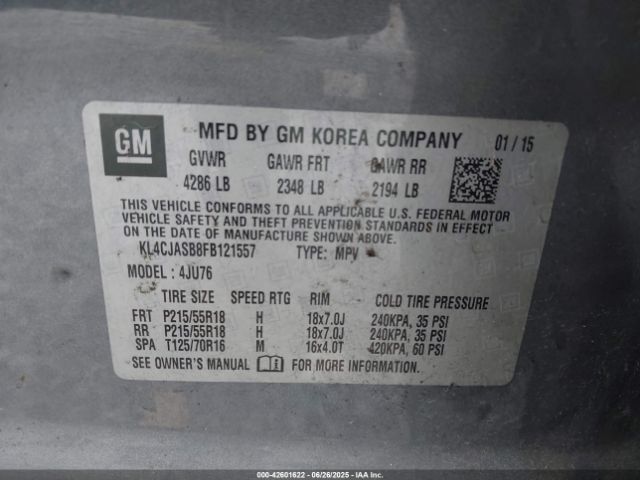 GM
MFD BY GM KOREA COMPANY 01 / 15
GVWR GAWR FRT GAWR RR
4286 LB 2348 LB 2194 LB
THIS VEHICLE CONFORMS TO ALL APPLICABLE U.S. FEDERAL MOTOR
VEHICLE SAFETY AND THEFT PREVENTION STANDARDS IN EFFECT
ON THE DATE OF MANUFACTURE SHOWN ABOVE.
KL4CJASB8FB121557 TYPE: MPV
MODEL: 4JU76
TIRE SIZE SPEED RTG RIM COLD TIRE PRESSURE
FRT P215/55R18 H 18x7.0J 240KPA, 35 PSI
RR P215/55R18 H 18x7.0J 240KPA, 35 PSI
SPA T125/70R16 M 16x4.0T 420KPA, 60 PSI
SEE OWNER'S MANUAL i FOR MORE INFORMATION.
000-42601622 | 06/26/2025 | IAAI.COM